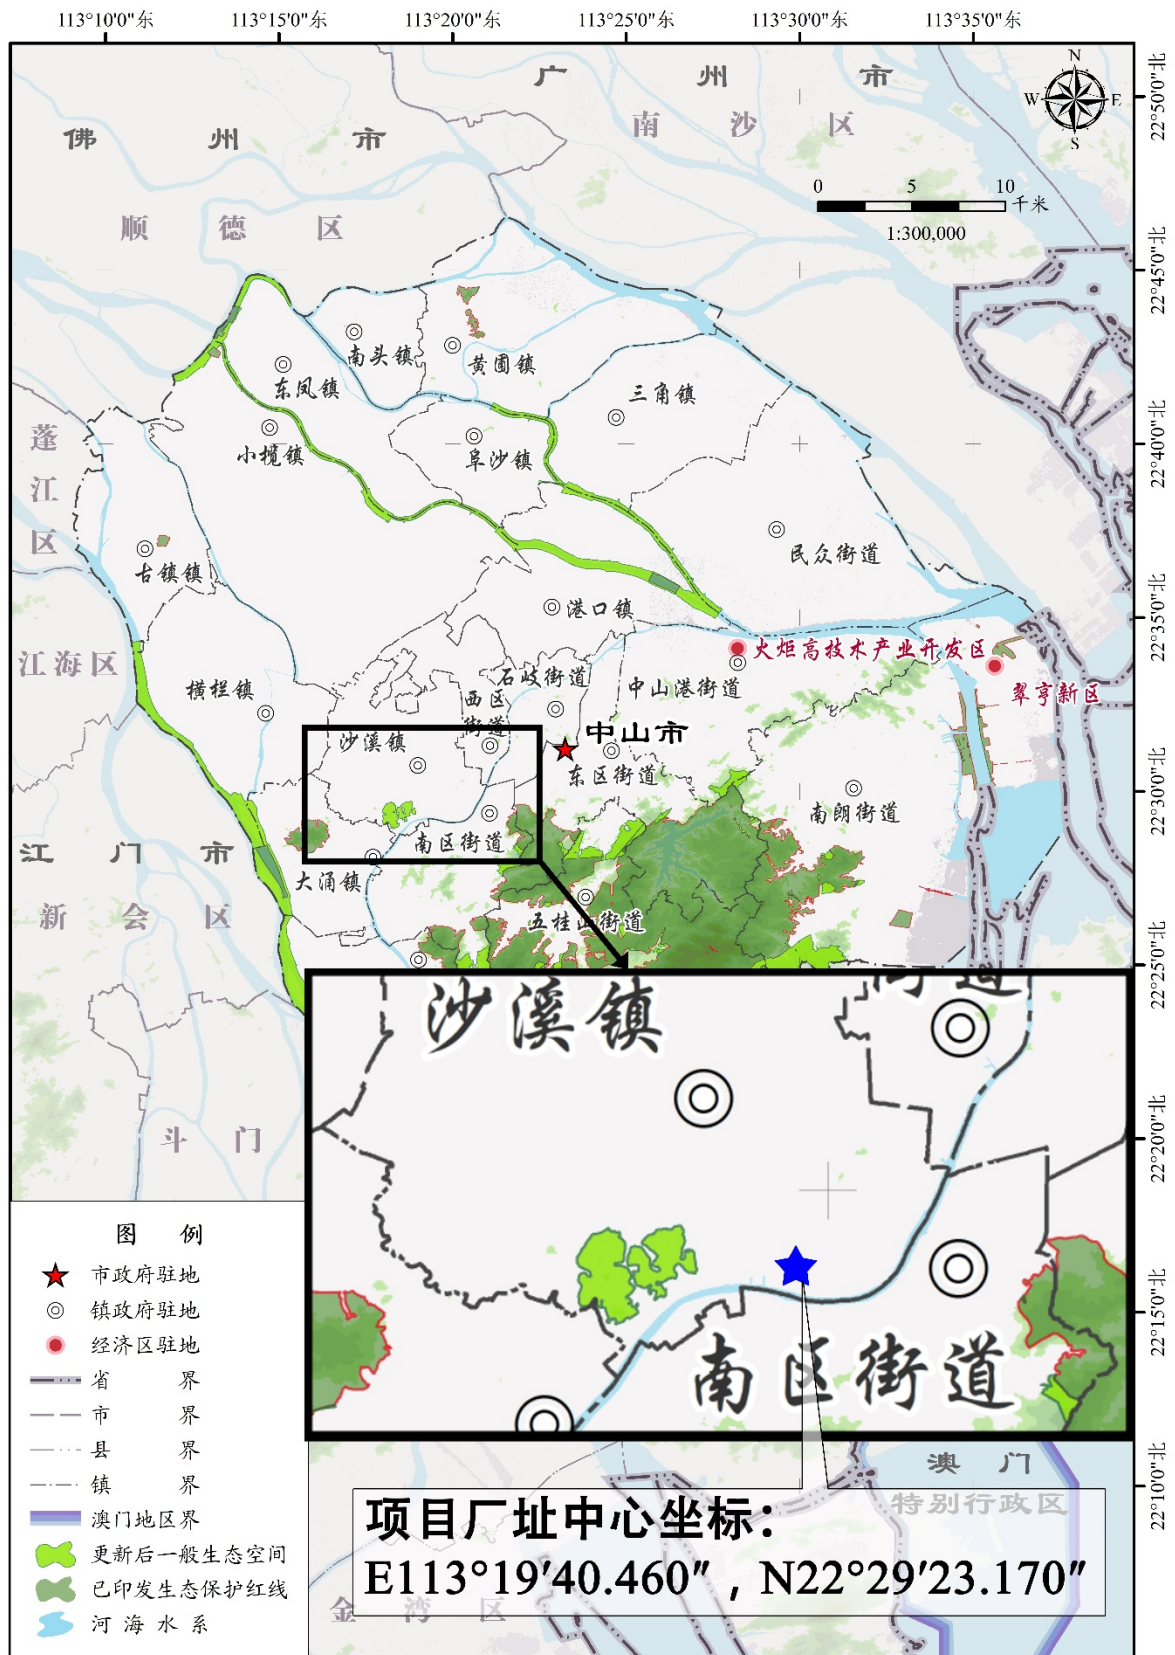 113°10′0″东
113°15′0″东
113°20′0″东
113°25′0″东
113°30′0″东
113°35′0″东
22°50′0″北
22°45′0″北
22°40′0″北
22°35′0″北
22°30′0″北
22°25′0″北
22°20′0″北
22°15′0″北
22°10′0″北
N
W
E
S
0 5 10
千米
1:300,000
广州市
南沙区
佛州市
顺德区
蓬江区
江海区
江门市
新会区
斗门
金湾区
澳门
特别行政区
南头镇
黄圃镇
东凤镇
三角镇
小榄镇
阜沙镇
民众街道
古镇镇
港口镇
火炬高技术产业开发区
石岐街道
中山港街道
翠亨新区
横栏镇
西区
街道
沙溪镇
中山市
东区街道
南朗街道
南区街道
大涌镇
五桂山街道
沙溪镇
街道
南区街道
图例
市政府驻地
镇政府驻地
经济区驻地
省界
市界
县界
镇界
澳门地区界
更新后一般生态空间
已印发生态保护红线
河海水系
项目厂址中心坐标：
E113°19′40.460″，N22°29′23.170″